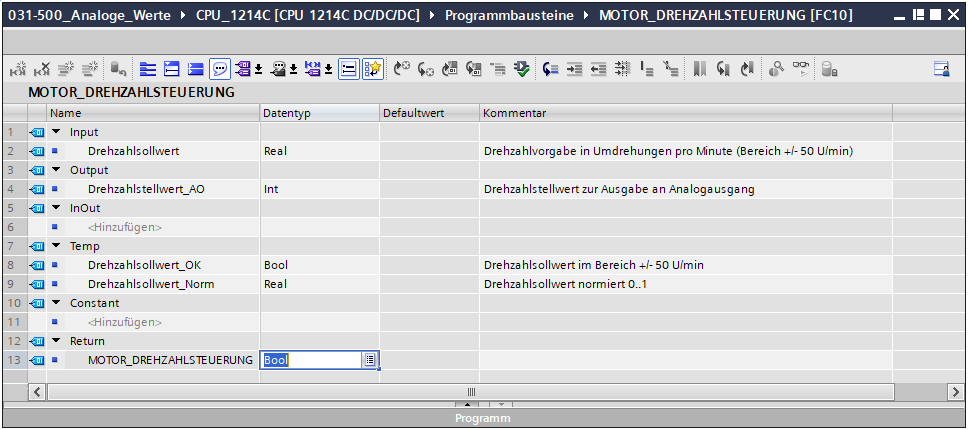 031-500_Analoge_Werte ▸ CPU_1214C [CPU 1214C DC/DC/DC] ▸ Programmbausteine ▸ MOTOR_DREHZAHLSTEUERUNG [FC10]
MOTOR_DREHZAHLSTEUERUNG
Name Datentyp Defaultwert Kommentar
1 Input
2 Drehzahlsollwert Real Drehzahlvorgabe in Umdrehungen pro Minute (Bereich +/- 50 U/min)
3 Output
4 Drehzahlstellwert_AO Int Drehzahlstellwert zur Ausgabe an Analogausgang
5 InOut
6 <Hinzufügen>
7 Temp
8 Drehzahlsollwert_OK Bool Drehzahlsollwert im Bereich +/- 50 U/min
9 Drehzahlsollwert_Norm Real Drehzahlsollwert normiert 0..1
10 Constant
11 <Hinzufügen>
12 Return
13 MOTOR_DREHZAHLSTEUERUNG Bool
Programm